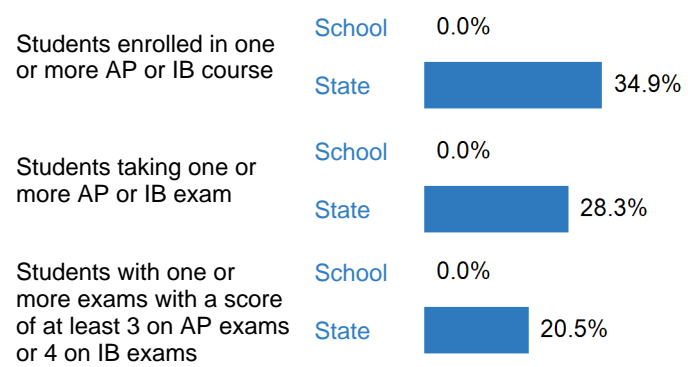 Students enrolled in one
or more AP or IB course
School 0.0%
State 34.9%
Students taking one or
more AP or IB exam
School 0.0%
State 28.3%
Students with one or
more exams with a score
of at least 3 on AP exams
or 4 on IB exams
School 0.0%
State 20.5%